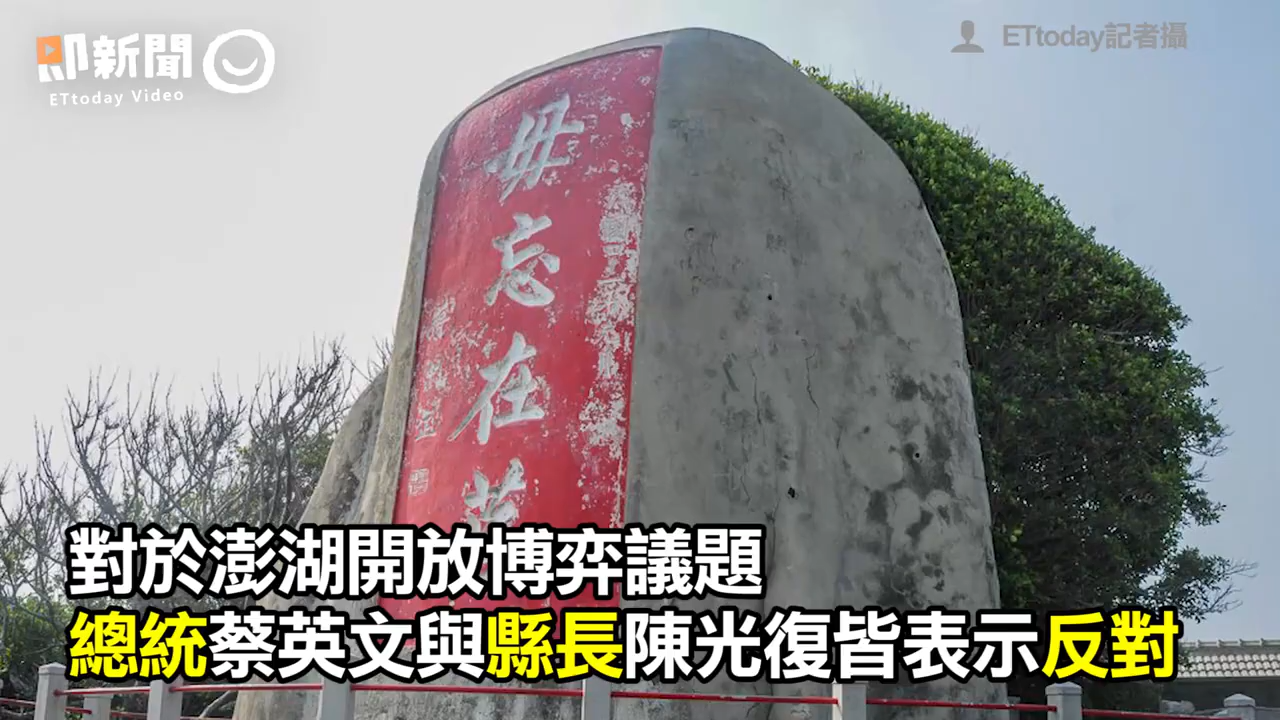 即新聞
ETtoday Video
ETtoday記者攝
毋忘在莒
對於澎湖開放博弈議題
總統蔡英文與縣長陳光復皆表示反對